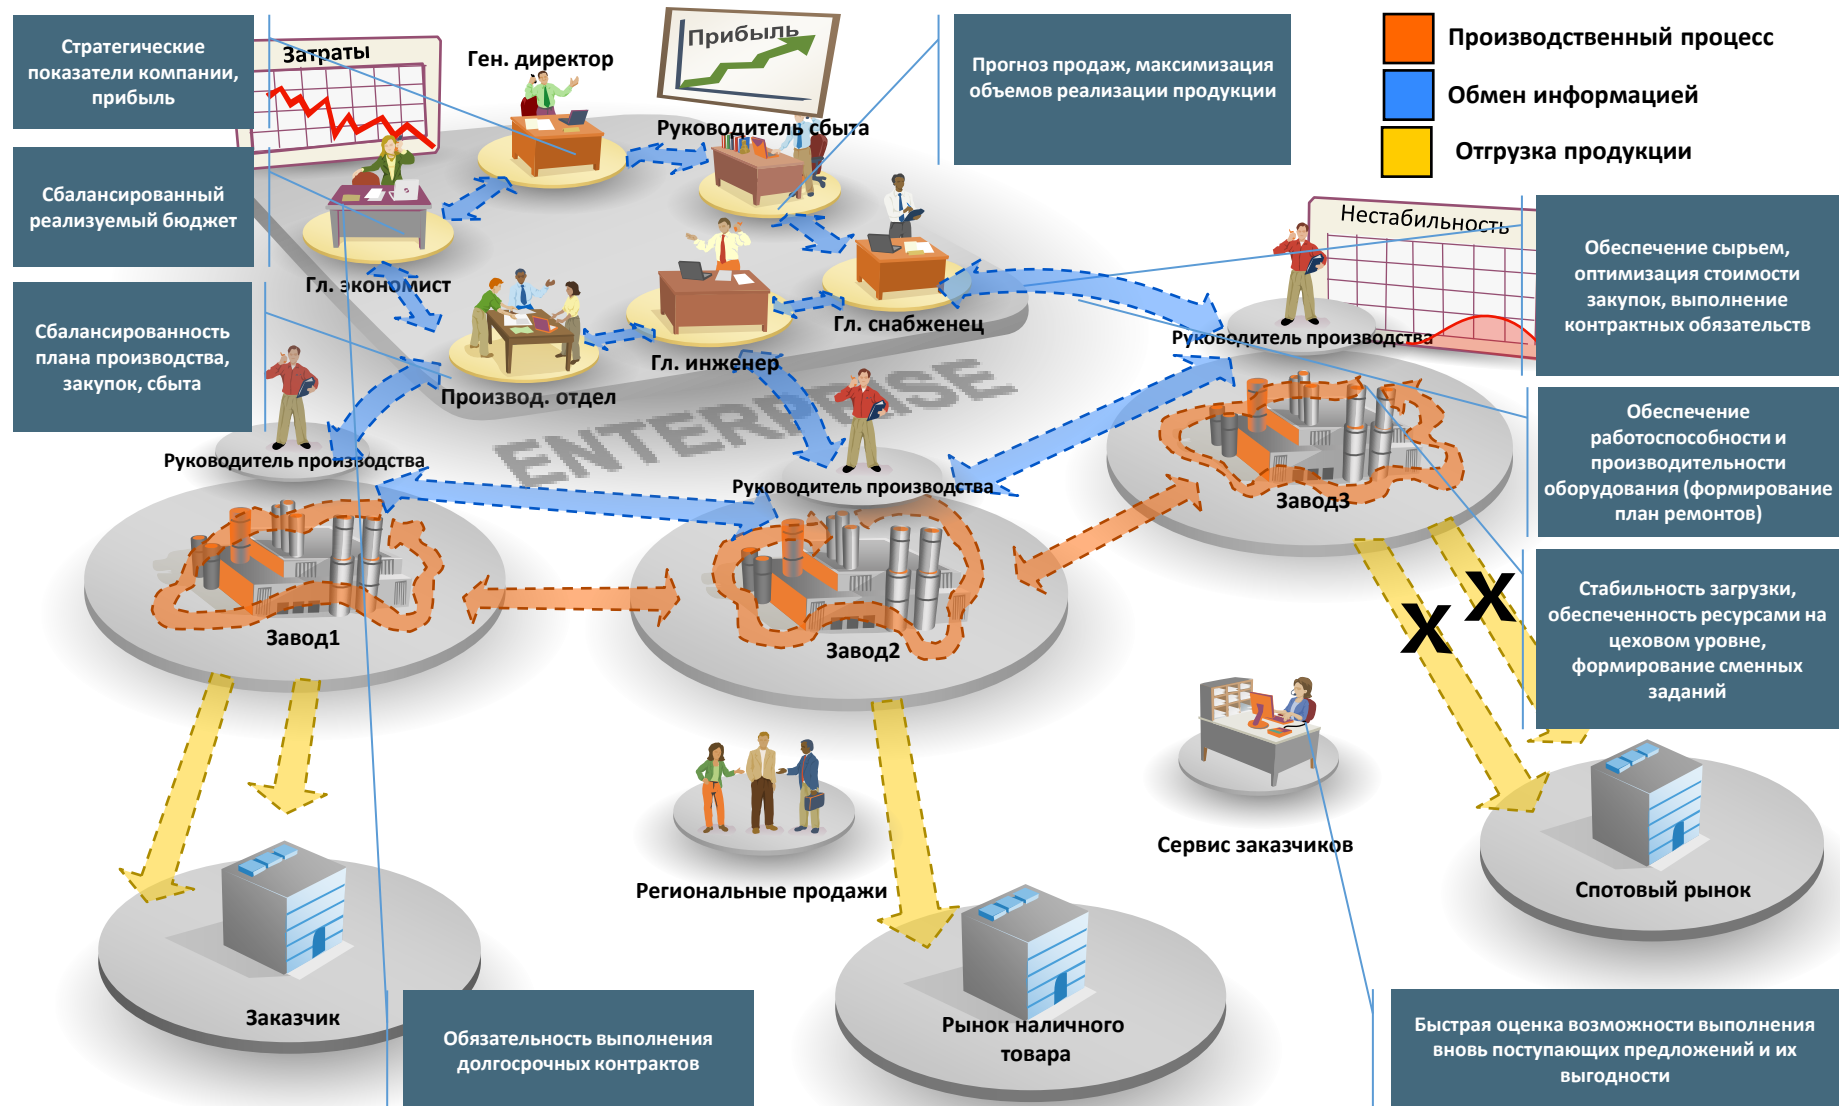 Стратегические
показатели компании,
прибыль
Затраты
Ген. директор
Прибыль
Руководитель сбыта
Прогноз продаж, максимизация
объемов реализации продукции
Производственный процесс
Обмен информацией
Отгрузка продукции
Сбалансированный
реализуемый бюджет
Гл. экономист
Нестабильность
Обеспечение сырьем,
оптимизация стоимости
закупок, выполнение
контрактных обязательств
Сбалансированность
плана производства,
закупок, сбыта
Производ. отдел
Гл. инженер
Гл. снабженец
Руководитель производства
ENTERPRISE
Руководитель производства
Руководитель производства
Обеспечение
работоспособности и
производительности
оборудования (формирование
план ремонтов)
Завод1
Завод2
Завод3
X
X
Стабильность загрузки,
обеспеченность ресурсами на
цеховом уровне,
формирование сменных
заданий
Региональные продажи
Сервис заказчиков
Спотовый рынок
Заказчик
Обязательность выполнения
долгосрочных контрактов
Рынок наличного
товара
Быстрая оценка возможности выполнения
вновь поступающих предложений и их
выгодности